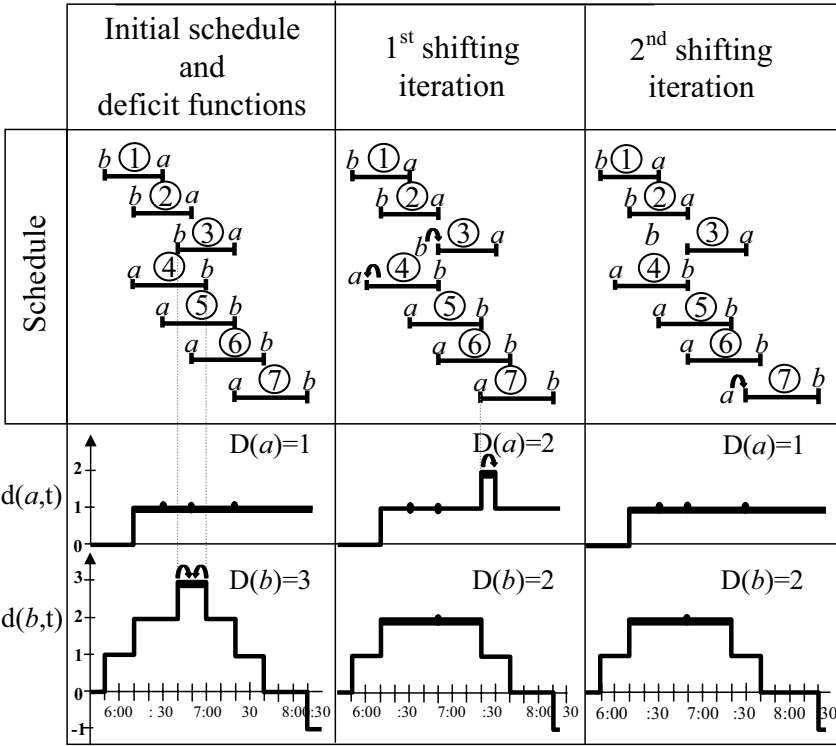 Initial schedule
and
deficit functions
1st shifting
iteration
2nd shifting
iteration
Schedule
b 1 a
b 2 a
b 3 a
a 4 b
a 5 b
a 6 b
a 7 b
b 1 a
b 2 a
b 3 a
a 4 b
a 5 b
a 6 b
a 7 b
b 1 a
b 2 a
b 3 a
a 4 b
a 5 b
a 6 b
a 7 b
d(a,t)
2
1
0
D(a)=1
D(a)=2
D(a)=1
d(b,t)
3
2
1
0
-1
D(b)=3
D(b)=2
D(b)=2
6:00 :30 7:00 8:00 :30
6:00 :30 7:00 :30 8:00 30
6:00 :30 7:00 :30 8:00 :30